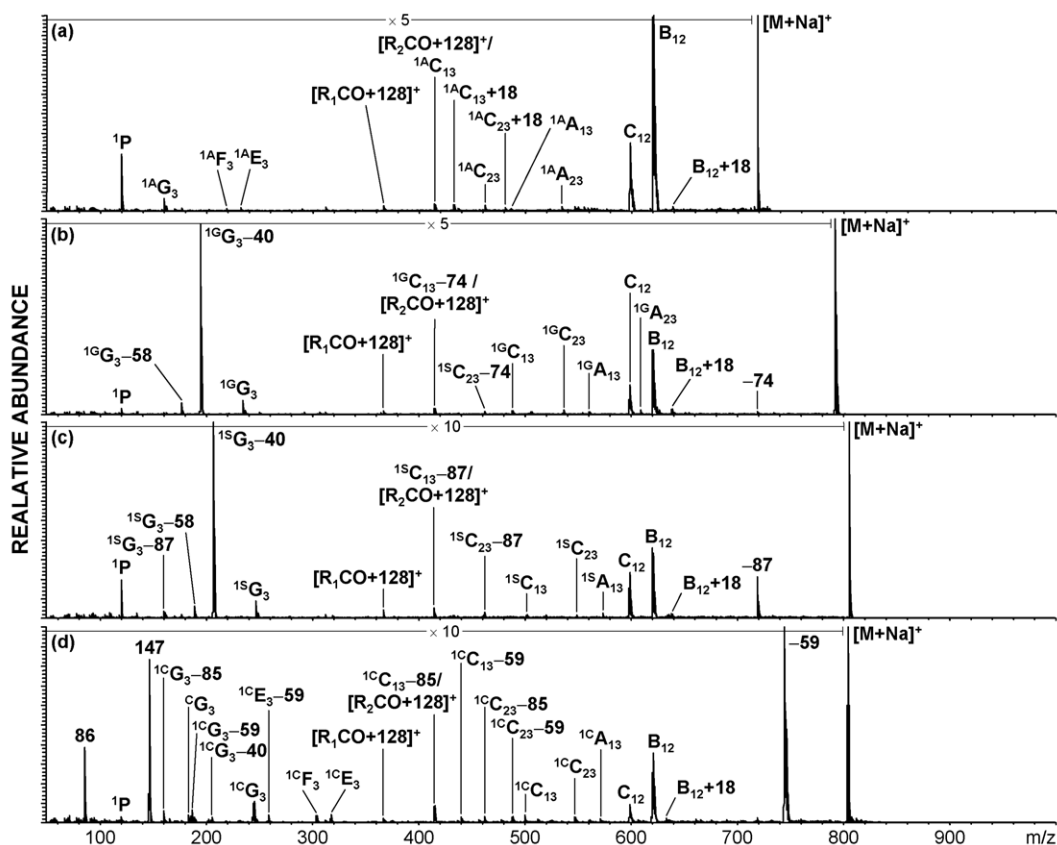 (a)
× 5
[M+Na]⁺
[R₂CO+128]⁺/
¹ᴬC₁₃
B₁₂
[R₁CO+128]⁺
¹ᴬC₁₃+18
¹ᴬC₂₃+18
¹ᴬA₁₃
C₁₂
¹P
¹ᴬF₃
¹ᴬE₃
¹ᴬG₃
¹ᴬC₂₃
¹ᴬA₂₃
B₁₂+18
(b)
¹ᴳG₃–40
× 5
[M+Na]⁺
¹ᴳC₁₃–74 /
[R₂CO+128]⁺
C₁₂
¹ᴳA₂₃
[R₁CO+128]⁺
¹ᴳC₂₃
B₁₂
¹ᴳG₃–58
¹ˢC₂₃–74
¹ᴳC₁₃
¹ᴳA₁₃
B₁₂+18
¹P
¹ᴳG₃
–74
(c)
¹ˢG₃–40
× 10
[M+Na]⁺
¹ˢC₁₃–87/
[R₂CO+128]⁺
¹ˢG₃–58
¹ˢG₃–87
¹P
¹ˢC₂₃–87
¹ˢC₂₃
B₁₂
C₁₂
[R₁CO+128]⁺
¹ˢC₁₃
¹ˢA₁₃
B₁₂+18
–87
¹ˢG₃
(d)
× 10
[M+Na]⁺
147
¹ꟲG₃–85
ꟲG₃
¹ꟲE₃–59
¹ꟲG₃–59
¹ꟲG₃–40
¹ꟲC₁₃–85/
[R₂CO+128]⁺
¹ꟲC₁₃–59
–59
[R₁CO+128]⁺
¹ꟲC₂₃–85
¹ꟲC₂₃–59
86
¹ꟲA₁₃
B₁₂
¹P
¹ꟲG₃
¹ꟲF₃
¹ꟲE₃
¹ꟲC₁₃
¹ꟲC₂₃
C₁₂
B₁₂+18
REALATIVE ABUNDANCE
100 200 300 400 500 600 700 800 900 m/z